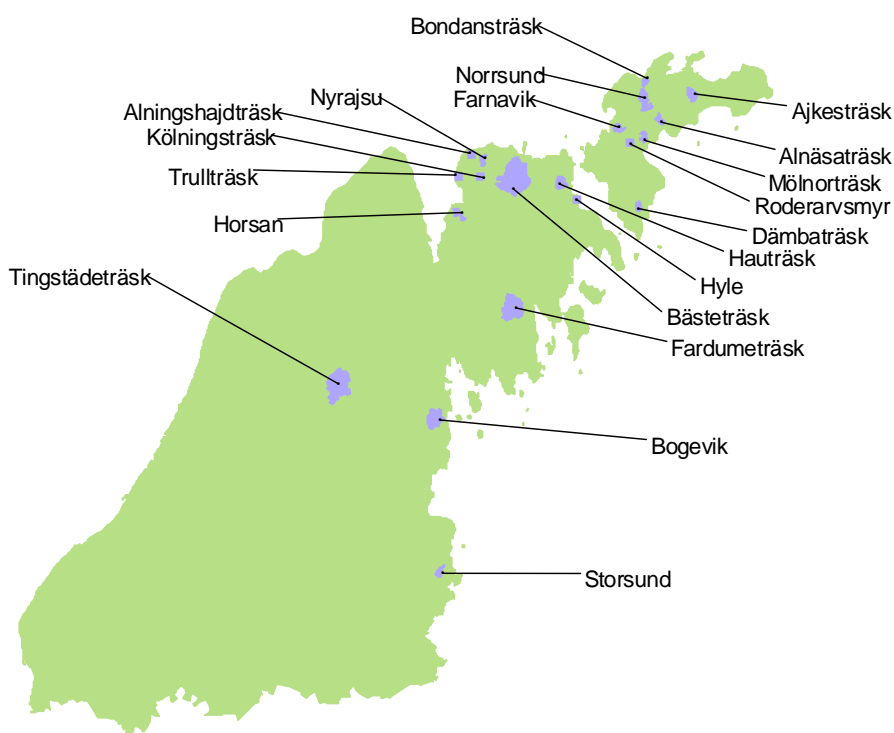 Bondansträsk
Norrsund
Farnavik
Nyrajsu
Alningshajdträsk
Kölningsträsk
Trullträsk
Horsan
Tingstädeträsk
Ajkesträsk
Alnäsaträsk
Mölnorträsk
Roderarvsmyr
Dämbaträsk
Hauträsk
Hyle
Bästeträsk
Fardumeträsk
Bogevik
Storsund